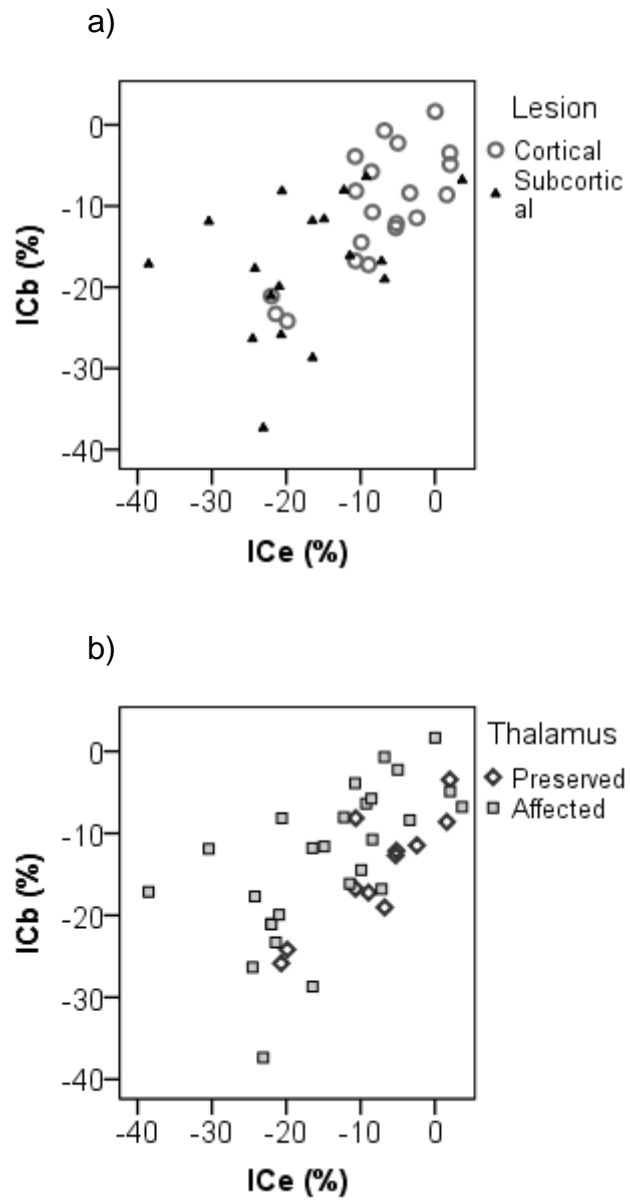 a)
Lesion
Cortical
Subcortic
al
0
-10
-20
-30
-40
ICb (%)
-40 -30 -20 -10 0
ICe (%)
b)
Thalamus
Preserved
Affected
0
-10
-20
-30
-40
ICb (%)
-40 -30 -20 -10 0
ICe (%)